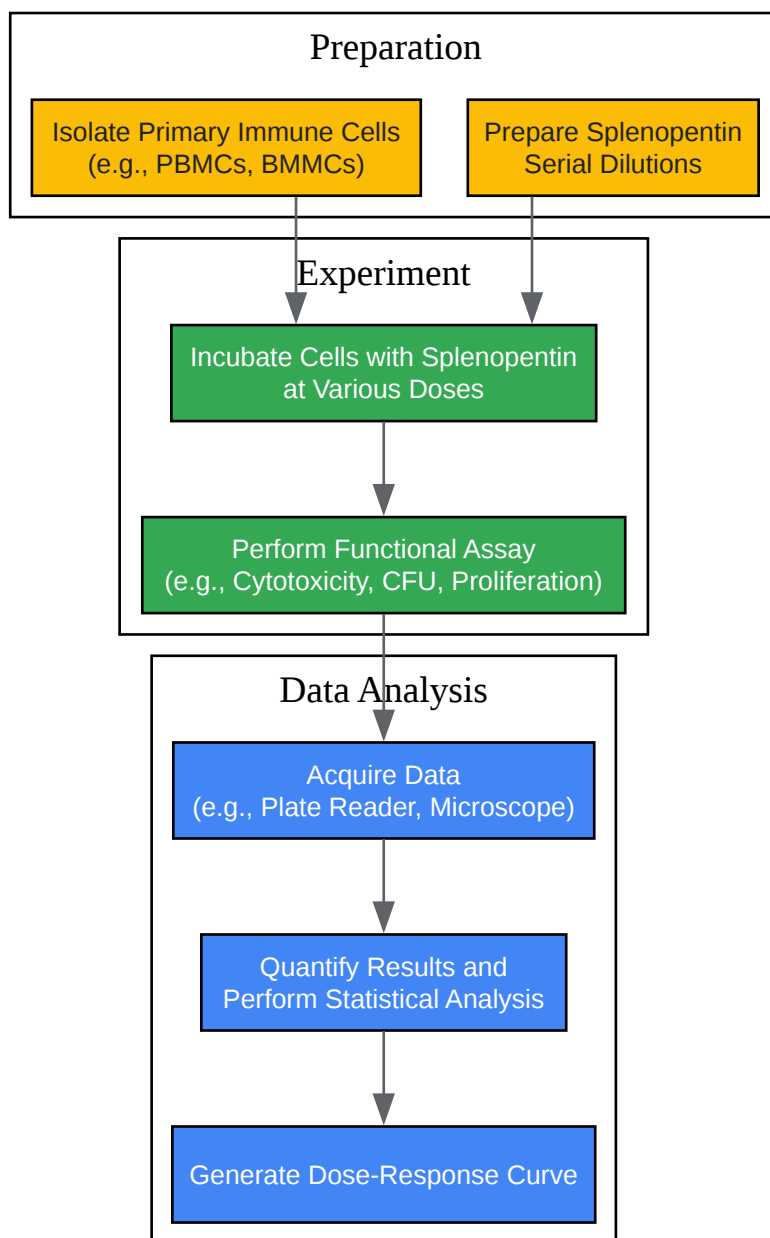 Preparation
Isolate Primary Immune Cells
(e.g., PBMCs, BMMCs)
Prepare Splenopentin
Serial Dilutions
Experiment
Incubate Cells with Splenopentin
at Various Doses
Perform Functional Assay
(e.g., Cytotoxicity, CFU, Proliferation)
Data Analysis
Acquire Data
(e.g., Plate Reader, Microscope)
Quantify Results and
Perform Statistical Analysis
Generate Dose-Response Curve